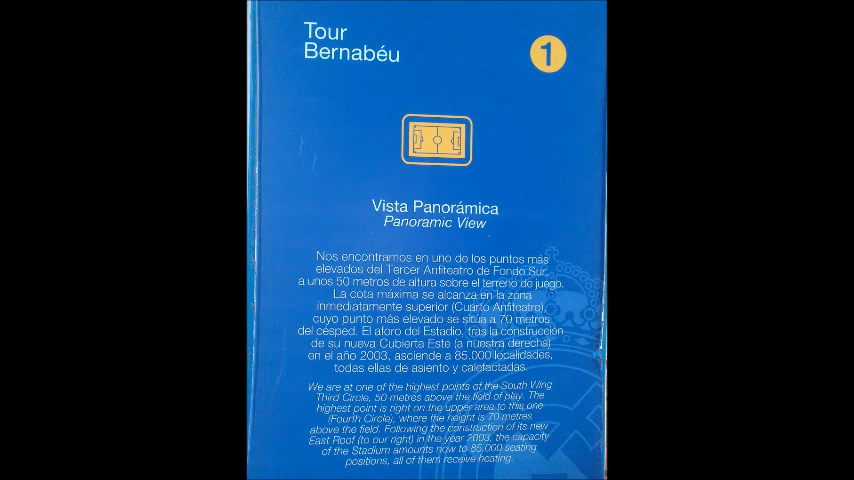 Tour
Bernabéu
1
Vista Panorámica
Panoramic View
Nos encontramos en uno de los puntos más
elevados del Tercer Anfiteatro de Fondo Sur,
a unos 50 metros de altura sobre el terreno de juego.
La cota máxima se alcanza en la zona
inmediatamente superior (Cuarto Anfiteatro),
cuyo punto más elevado se sitúa a 70 metros
del césped. El aforo del Estadio, tras la construcción
de su nueva Cubierta Este (a nuestra derecha)
en el año 2003, asciende a 85.000 localidades,
todas ellas de asiento y calefactadas.
We are at one of the highest points of the South Wing
Third Circle, 50 metres above the field of play. The
highest point is right on the upper area to this one
(Fourth Circle), where the height is 70 metres
above the field. Following the construction of its new
East Roof (to our right) in the year 2003, the capacity
of the Stadium amounts now to 85,000 seating
positions, all of them receive heating.